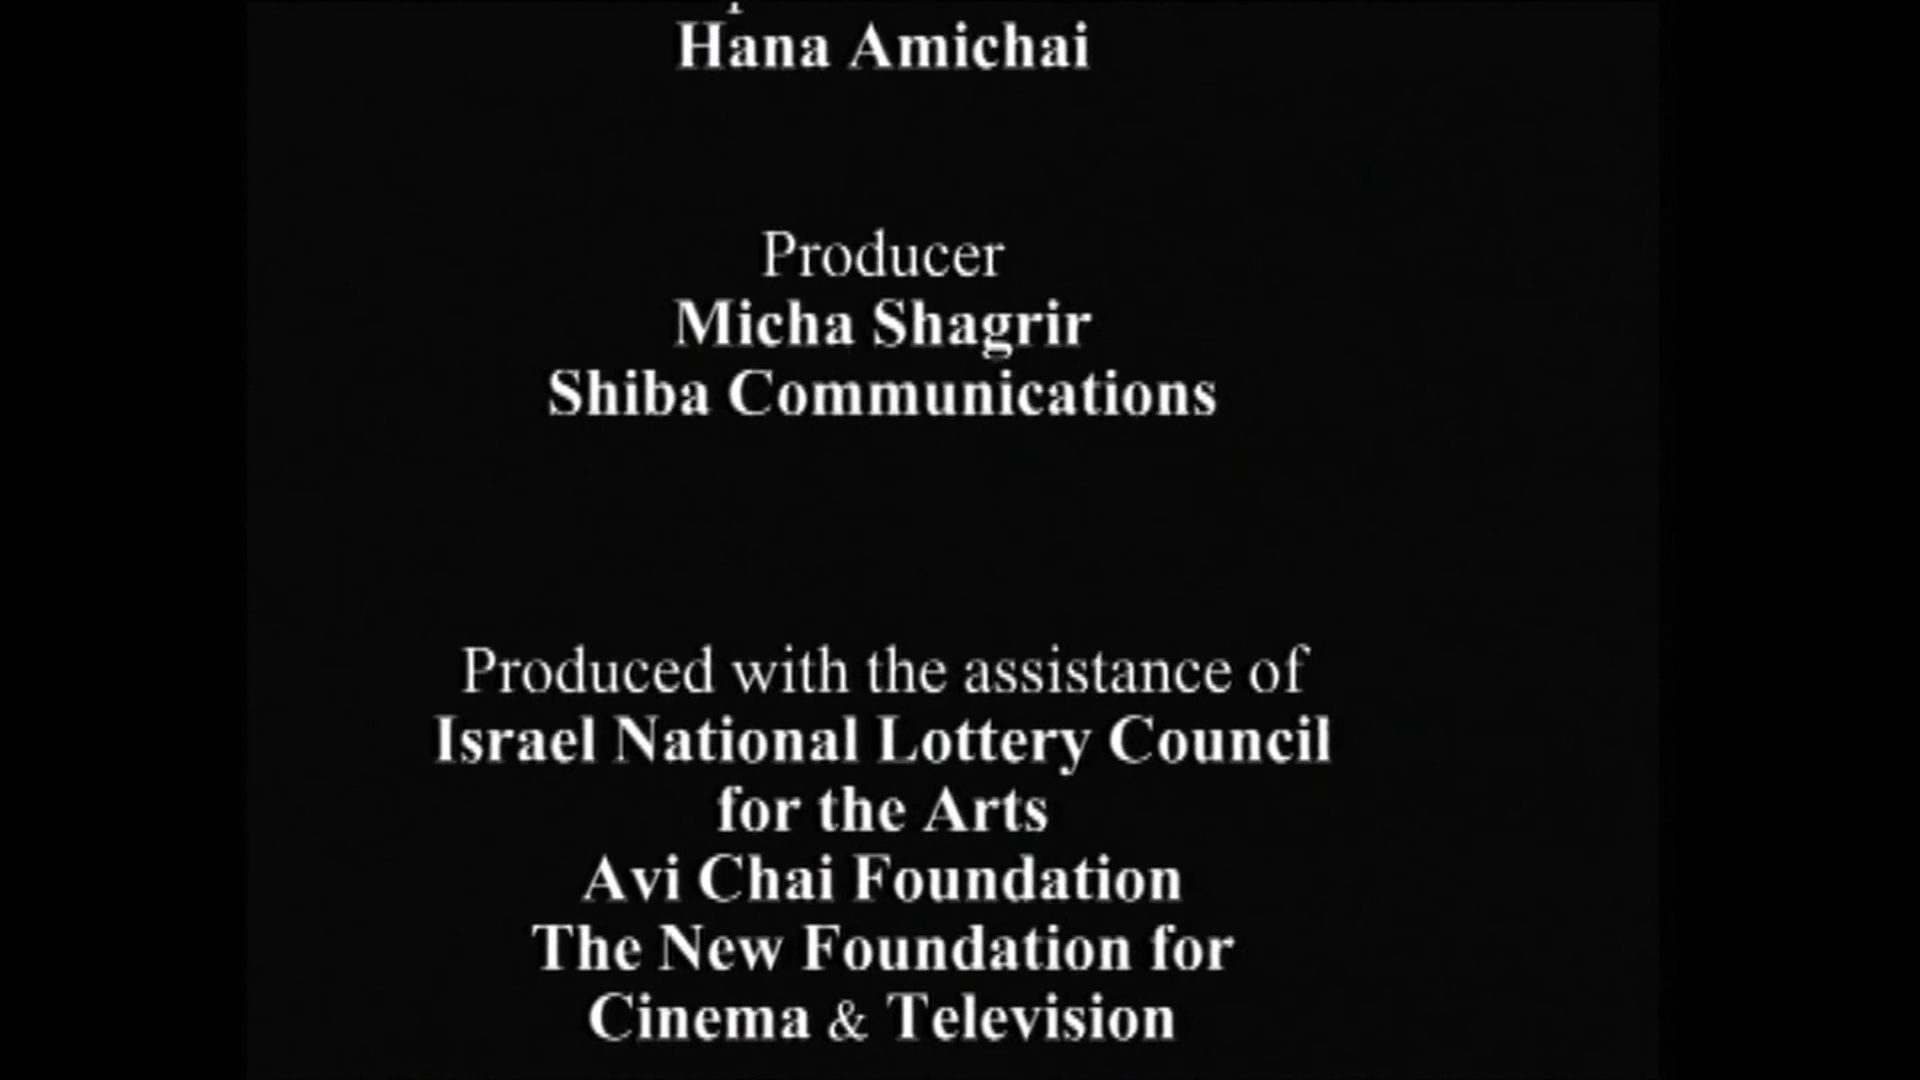 Hana Amichai
Producer
Micha Shagrir
Shiba Communications
Produced with the assistance of
Israel National Lottery Council
for the Arts
Avi Chai Foundation
The New Foundation for
Cinema & Television